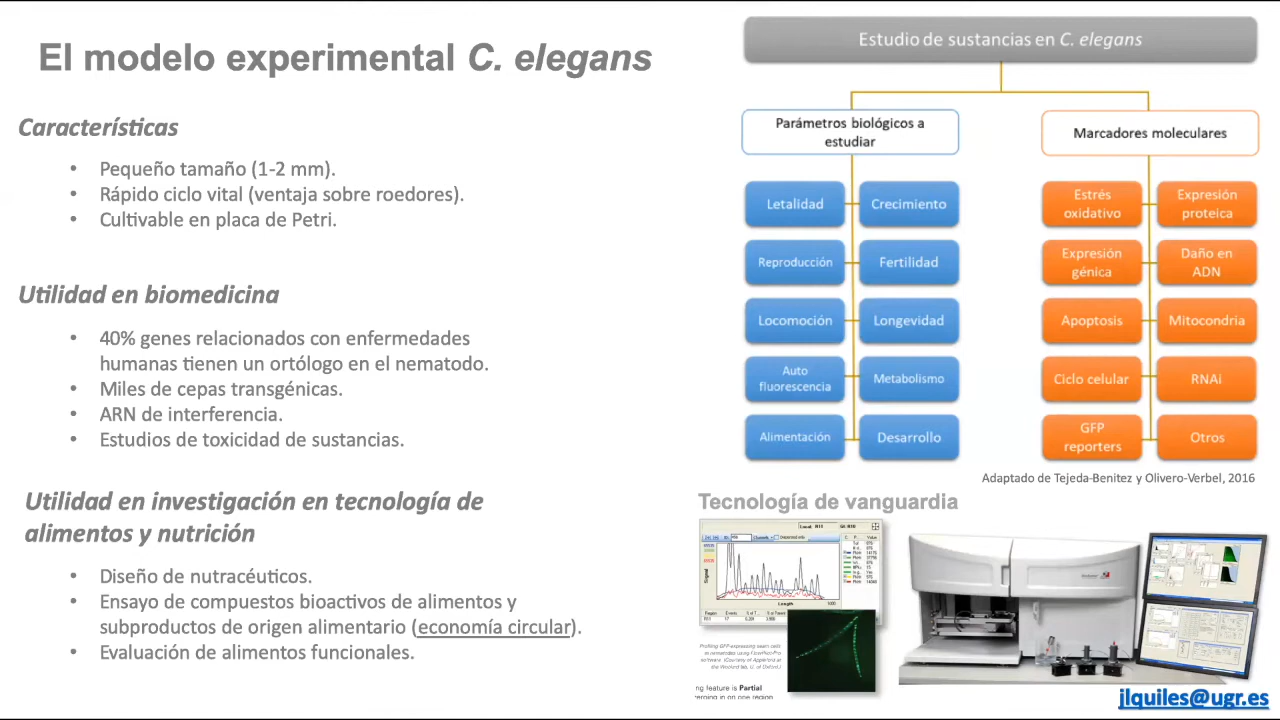 El modelo experimental C. elegans
Características
• Pequeño tamaño (1-2 mm).
• Rápido ciclo vital (ventaja sobre roedores).
• Cultivable en placa de Petri.
Utilidad en biomedicina
• 40% genes relacionados con enfermedades
humanas tienen un ortólogo en el nematodo.
• Miles de cepas transgénicas.
• ARN de interferencia.
• Estudios de toxicidad de sustancias.
Utilidad en investigación en tecnología de
alimentos y nutrición
• Diseño de nutracéuticos.
• Ensayo de compuestos bioactivos de alimentos y
subproductos de origen alimentario (economía circular).
• Evaluación de alimentos funcionales.
Estudio de sustancias en C. elegans
Parámetros biológicos a
estudiar
Letalidad
Crecimiento
Reproducción
Fertilidad
Locomoción
Longevidad
Auto
fluorescencia
Metabolismo
Alimentación
Desarrollo
Marcadores moleculares
Estrés
oxidativo
Expresión
proteica
Expresión
génica
Daño en
ADN
Apoptosis
Mitocondria
Ciclo celular
RNAi
GFP
reporters
Otros
Adaptado de Tejeda-Benitez y Olivero-Verbel, 2016
Tecnología de vanguardia
Signal
Length
ng feature is Partial
jlquiles@ugr.es